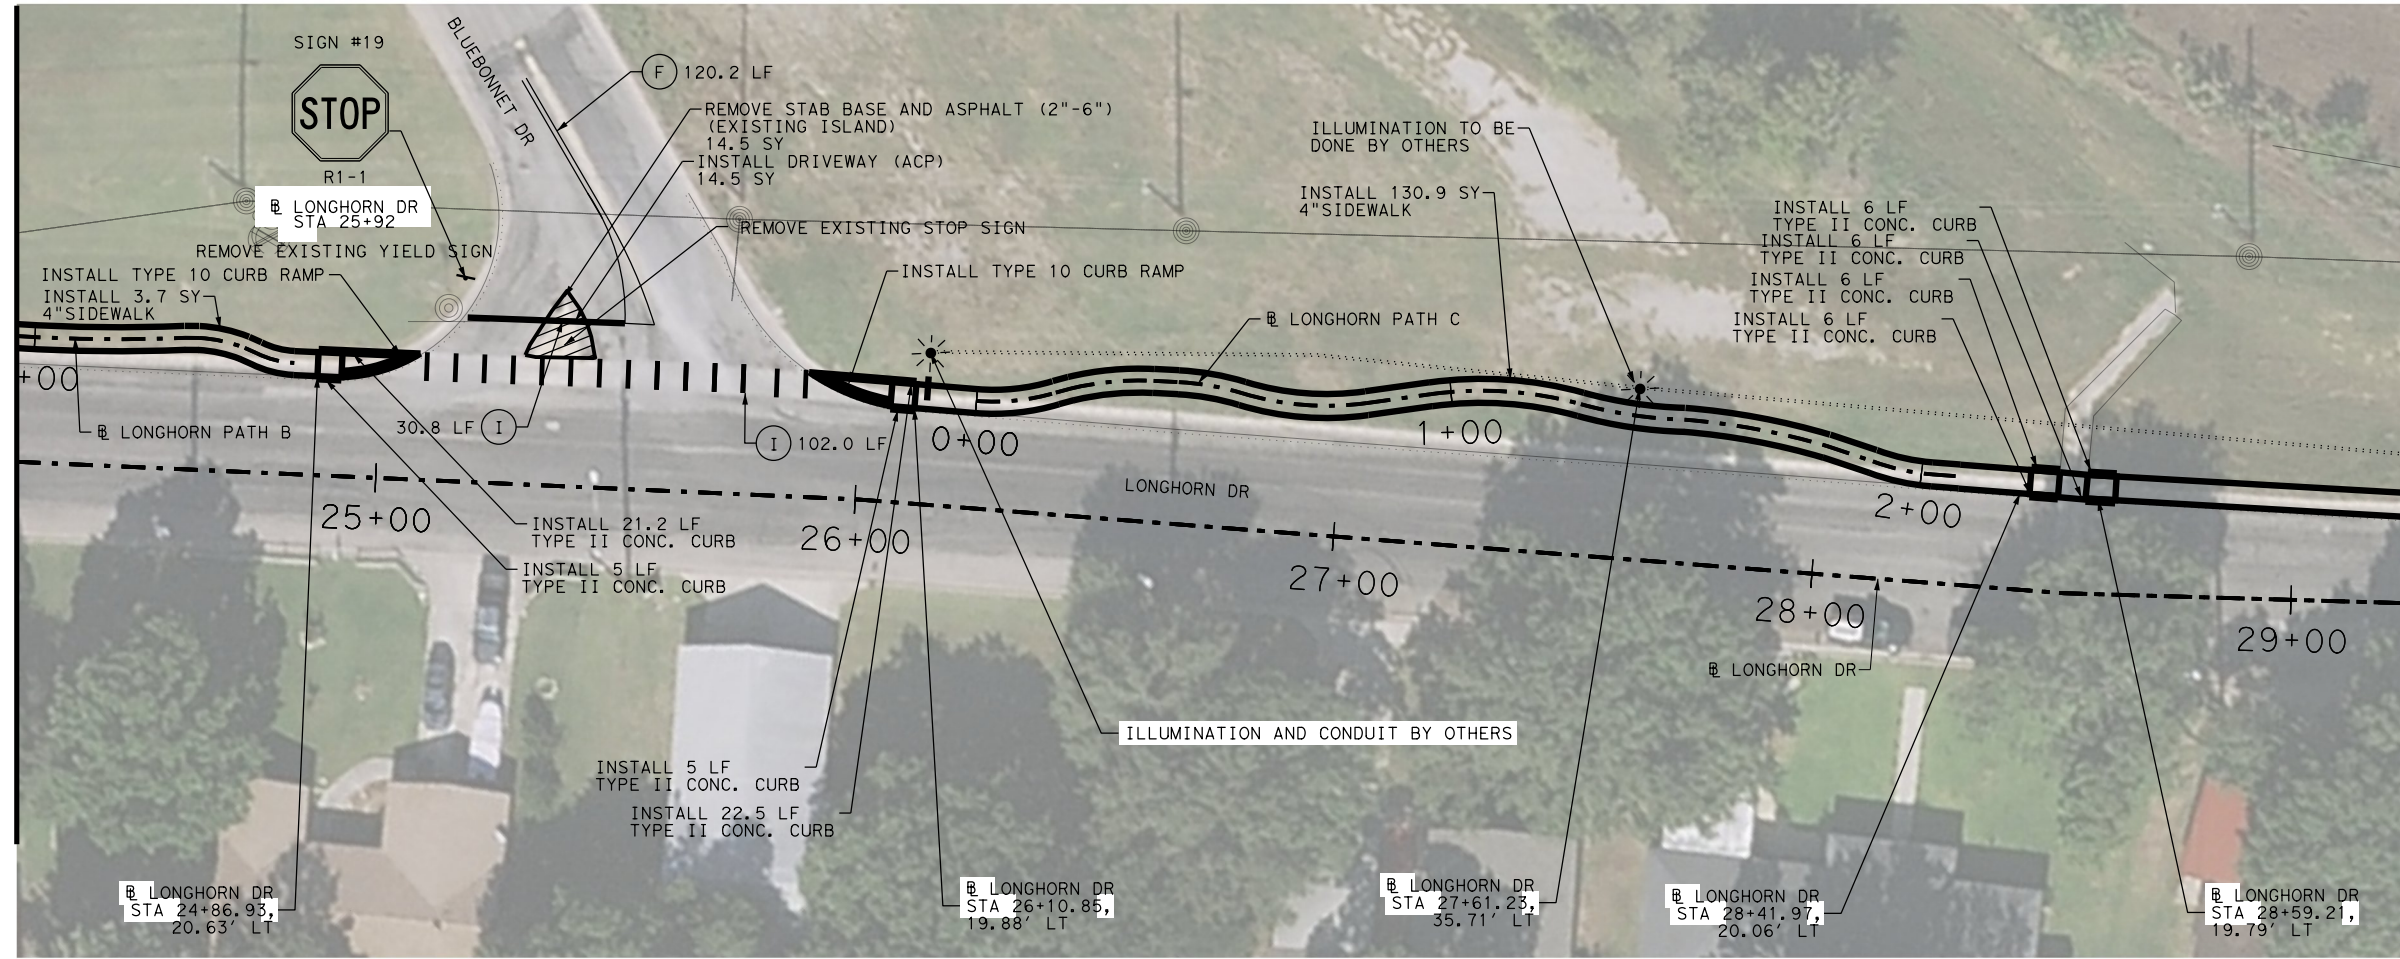 SIGN #19
STOP
R1-1
℄ LONGHORN DR
STA 25+92
REMOVE EXISTING YIELD SIGN
INSTALL TYPE 10 CURB RAMP
INSTALL 3.7 SY
4"SIDEWALK
+00
℄ LONGHORN PATH B
BLUEBONNET DR
F 120.2 LF
REMOVE STAB BASE AND ASPHALT (2"-6")
(EXISTING ISLAND)
14.5 SY
INSTALL DRIVEWAY (ACP)
14.5 SY
REMOVE EXISTING STOP SIGN
INSTALL TYPE 10 CURB RAMP
30.8 LF I
I 102.0 LF
0+00
ILLUMINATION TO BE
DONE BY OTHERS
INSTALL 130.9 SY
4"SIDEWALK
℄ LONGHORN PATH C
1+00
INSTALL 6 LF
TYPE II CONC. CURB
INSTALL 6 LF
TYPE II CONC. CURB
INSTALL 6 LF
TYPE II CONC. CURB
INSTALL 6 LF
TYPE II CONC. CURB
2+00
LONGHORN DR
25+00
26+00
27+00
28+00
29+00
INSTALL 21.2 LF
TYPE II CONC. CURB
INSTALL 5 LF
TYPE II CONC. CURB
℄ LONGHORN DR
ILLUMINATION AND CONDUIT BY OTHERS
INSTALL 5 LF
TYPE II CONC. CURB
INSTALL 22.5 LF
TYPE II CONC. CURB
℄ LONGHORN DR
STA 24+86.93,
20.63' LT
℄ LONGHORN DR
STA 26+10.85,
19.88' LT
℄ LONGHORN DR
STA 27+61.23,
35.71' LT
℄ LONGHORN DR
STA 28+41.97,
20.06' LT
℄ LONGHORN DR
STA 28+59.21,
19.79' LT